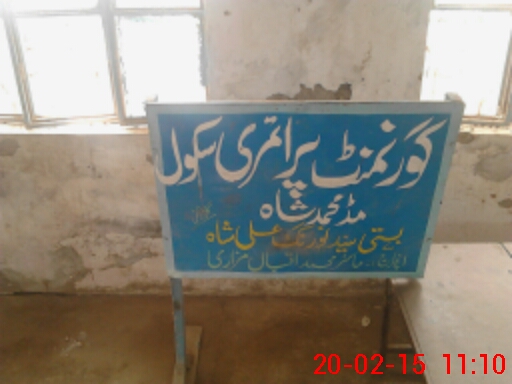 گورنمنٹ پرائمری سکول
مڈ محمد شاہ
بستی سید نورنگ علی شاہ
انچارج: ماسٹر محمد اقبال مزاری
20-02-15 11:10